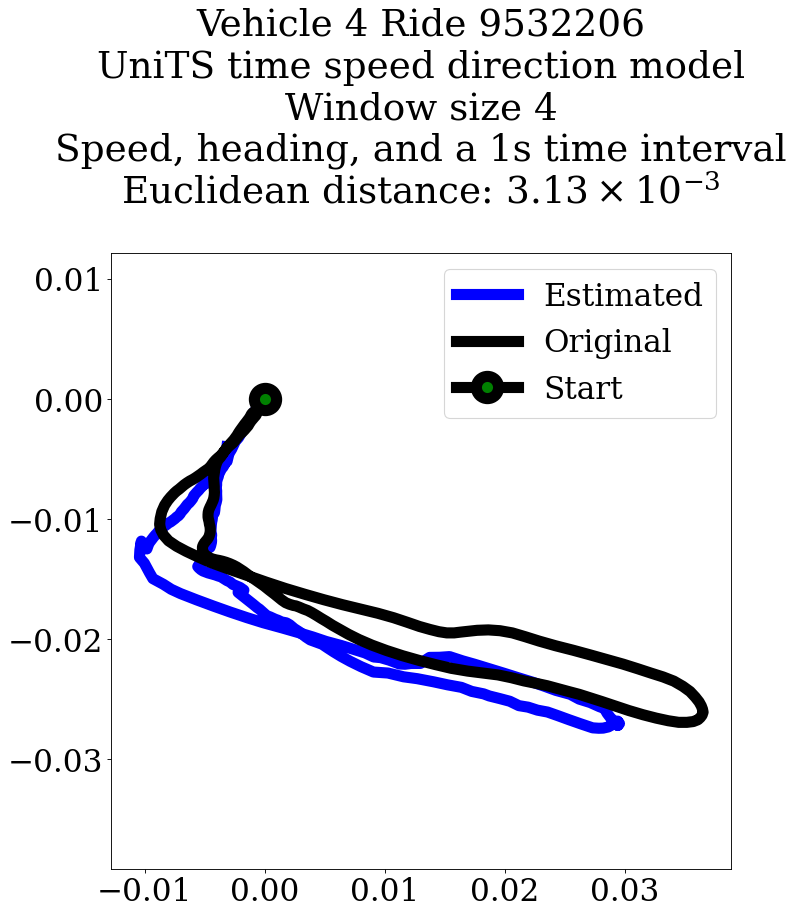 Vehicle 4 Ride 9532206
UniTS time speed direction model
Window size 4
Speed, heading, and a 1s time interval
Euclidean distance: 3.13 × 10⁻³
Estimated
Original
Start
0.01
0.00
−0.01
−0.02
−0.03
−0.01 0.00 0.01 0.02 0.03